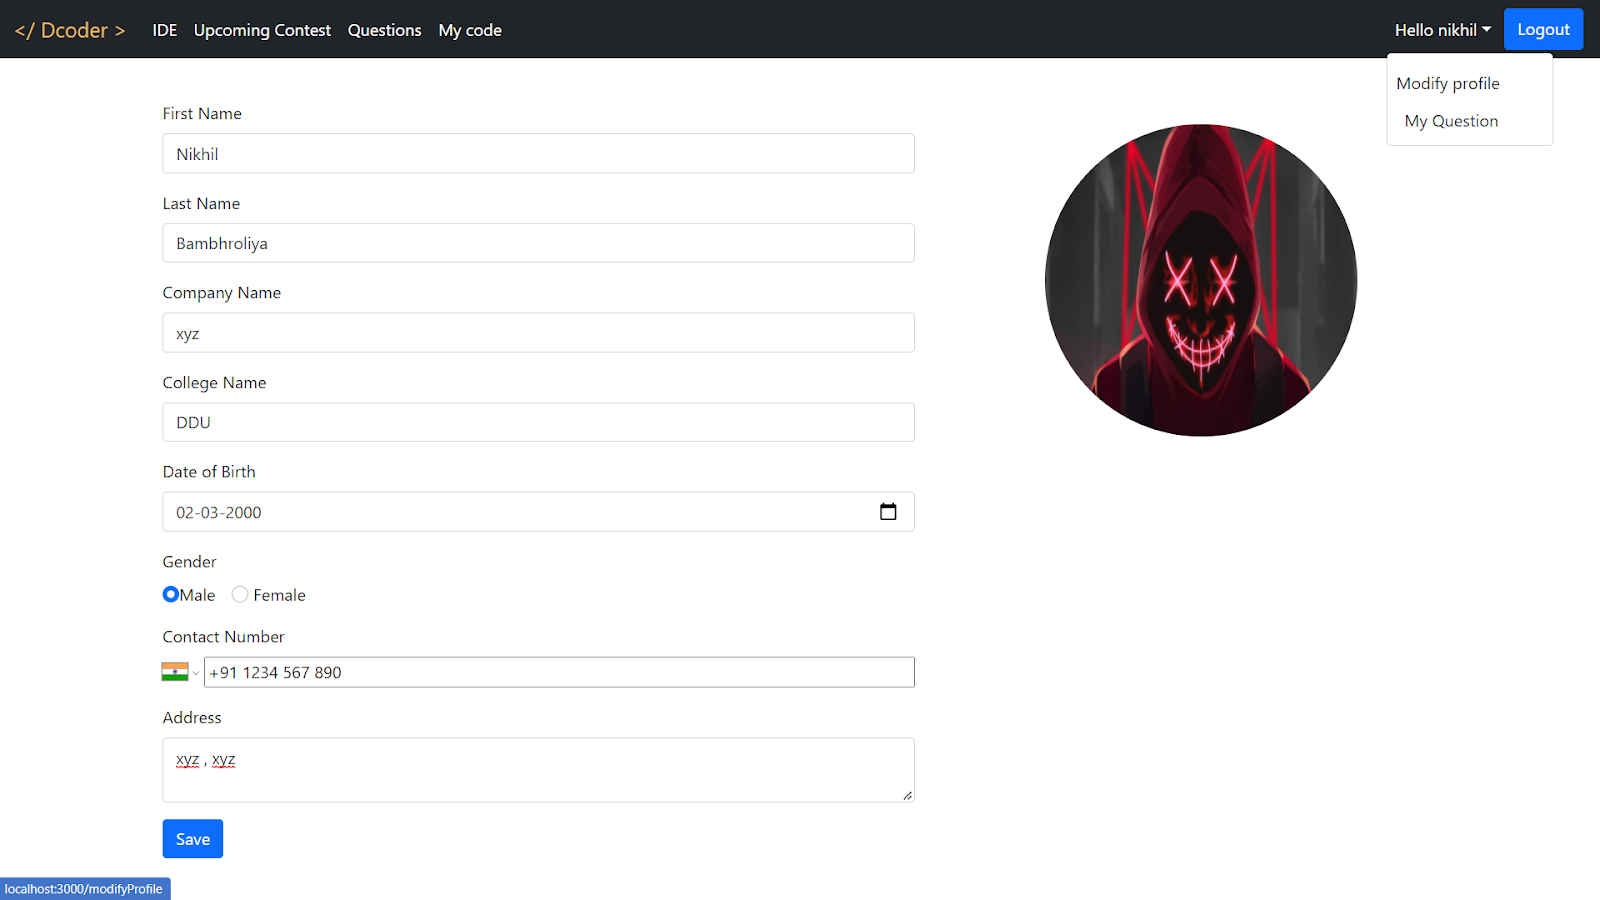 </ Dcoder > IDE Upcoming Contest Questions My code Hello nikhil Logout
Modify profile
My Question
First Name
Nikhil
Last Name
Bambhroliya
Company Name
xyz
College Name
DDU
Date of Birth
02-03-2000
Gender
Male Female
Contact Number
+91 1234 567 890
Address
xyz , xyz
Save
localhost:3000/modifyProfile